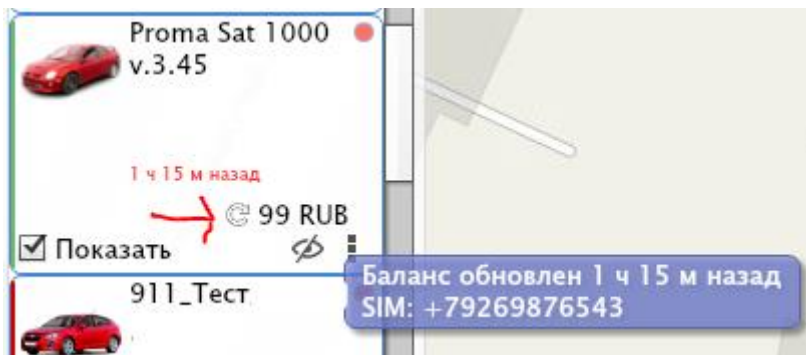 Proma Sat 1000
v.3.45
1 ч 15 м назад
99 RUB
Показать
Баланс обновлен 1 ч 15 м назад
SIM: +79269876543
911_Тест